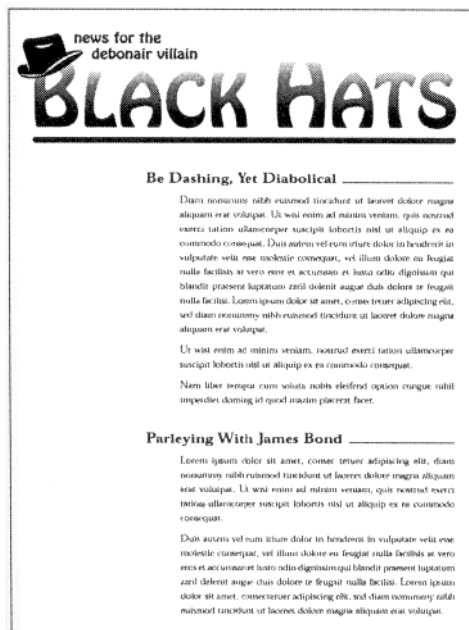 news for the
debonair villain
BLACK HATS
Be Dashing, Yet Diabolical
Diam nonummy nibh euismod tincidunt ut laoreet dolore magna
aliquam erat volutpat. Ut wisi enim ad minim veniam, quis nostrud
exerci tation ullamcorper suscipit lobortis nisl ut aliquip ex ea
commodo consequat. Duis autem vel eum iriure dolor in hendrerit in
vulputate velit esse molestie consequat, vel illum dolore eu feugiat
nulla facilisis at vero eros et accumsan et iusto odio dignissim qui
blandit praesent luptatum zzril delenit augue duis dolore te feugait
nulla facilisi. Lorem ipsum dolor sit amet, consectetuer adipiscing elit,
sed diam nonummy nibh euismod tincidunt ut laoreet dolore magna
aliquam erat volutpat.
Ut wisi enim ad minim veniam, nostrud exerci tation ullamcorper
suscipit lobortis nisl ut aliquip ex ea commodo consequat.
Nam liber tempor cum soluta nobis eleifend option congue nihil
imperdiet doming id quod mazim placerat facer.
Parleying With James Bond
Lorem ipsum dolor sit amet, consec tetuer adipiscing elit, diam
nonummy nibh euismod tincidunt ut laoreet dolore magna aliquam
erat volutpat. Ut wisi enim ad minim veniam, quis nostrud exerci
tation ullamcorper suscipit lobortis nisl ut aliquip ex ea commodo
consequat.
Duis autem vel eum iriure dolor in hendrerit in vulputate velit esse
molestie consequat, vel illum dolore eu feugiat nulla facilisis at vero
eros et accumsan et iusto odio dignissim qui blandit praesent luptatum
zzril delenit augue duis dolore te feugait nulla facilisi. Lorem ipsum
dolor sit amet, consectetuer adipiscing elit, sed diam nonummy nibh
euismod tincidunt ut laoreet dolore magna aliquam erat volutpat.